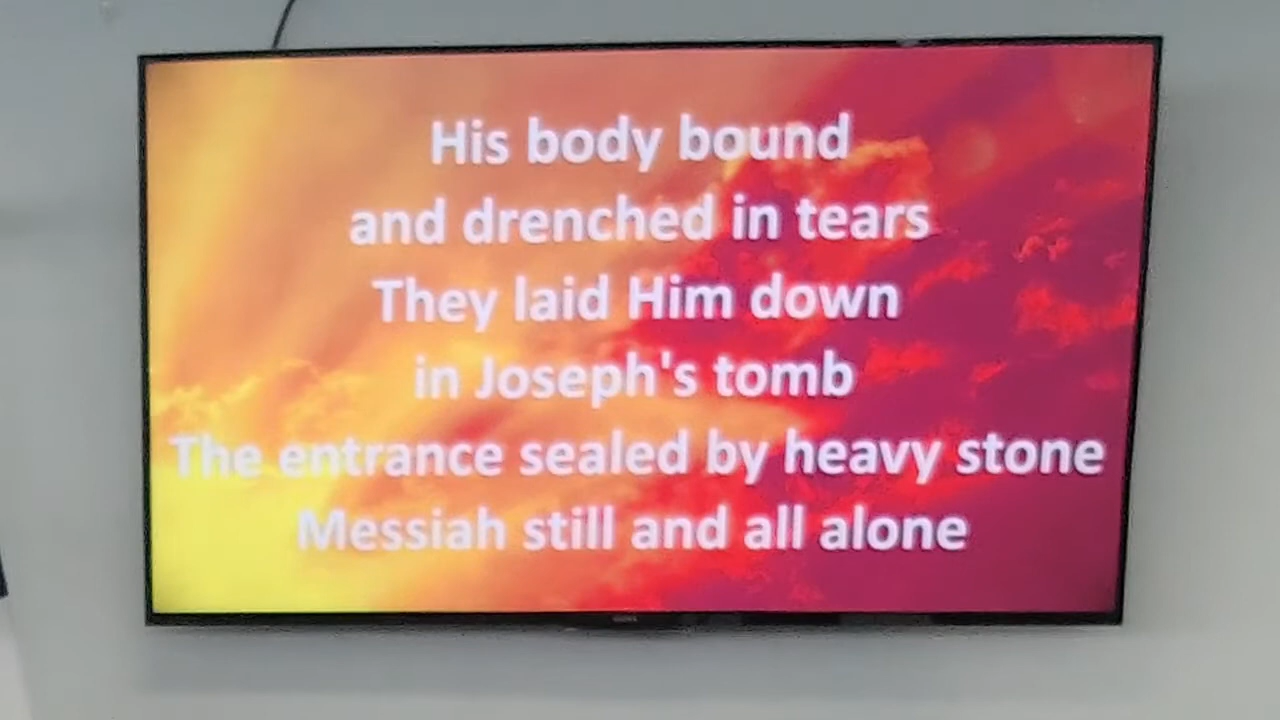 His body bound
and drenched in tears
They laid Him down
in Joseph's tomb
The entrance sealed by heavy stone
Messiah still and all alone